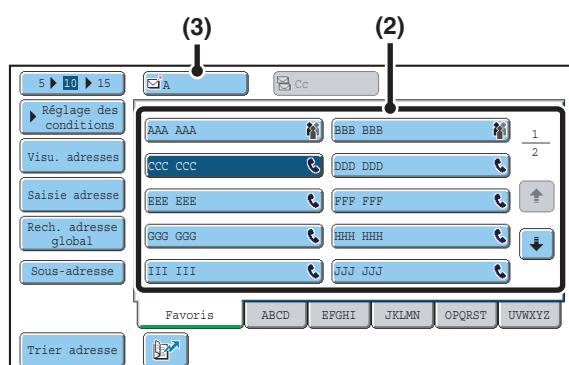 (3) (2)
5 10 15 A Cc
Réglage des
conditions
AAA AAA BBB BBB 1
2
Visu. adresses
CCC CCC DDD DDD
Saisie adresse
EEE EEE FFF FFF
Rech. adresse
global
GGG GGG HHH HHH
Sous-adresse
III III JJJ JJJ
Favoris ABCD EFGHI JKLMN OPQRST UVWXYZ
Trier adresse